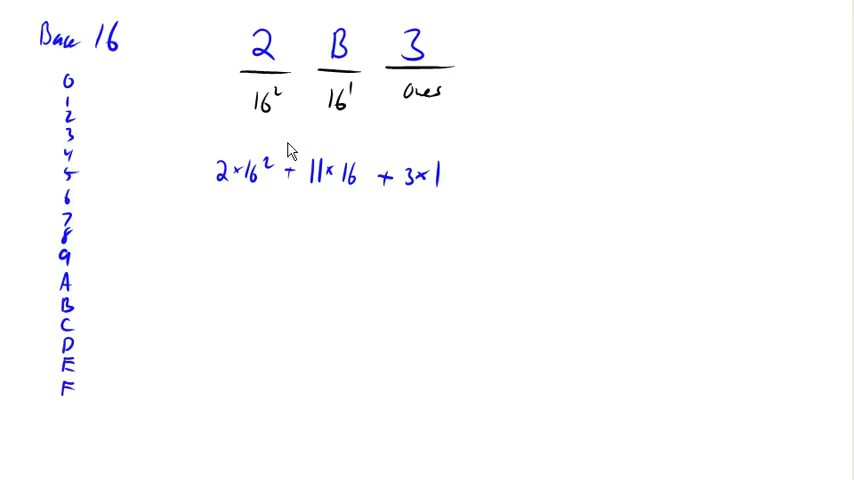 Base 16
2 B 3
16² 16¹ ones
2×16² + 11×16 + 3×1
0
1
2
3
4
5
6
7
8
9
A
B
C
D
E
F